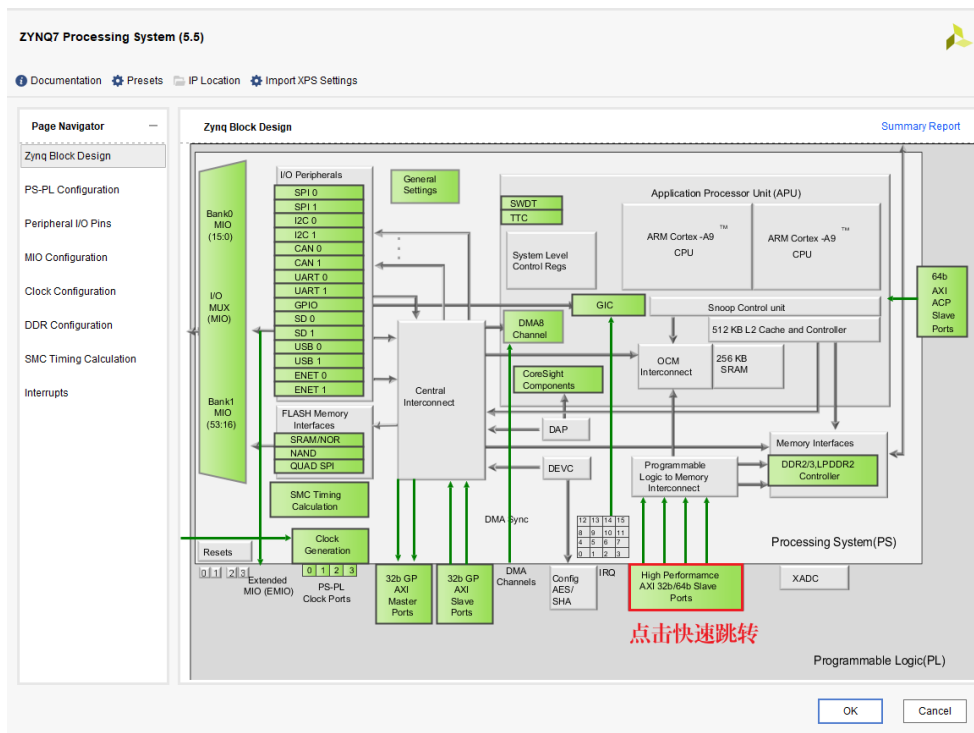 ZYNQ7 Processing System (5.5)
Documentation
Presets
IP Location
Import XPS Settings
Page Navigator
Zynq Block Design
PS-PL Configuration
Peripheral I/O Pins
MIO Configuration
Clock Configuration
DDR Configuration
SMC Timing Calculation
Interrupts
Zynq Block Design
Summary Report
Bank0
MIO
(15:0)
I/O
MUX
(MIO)
Bank1
MIO
(53:16)
I/O Peripherals
SPI 0
SPI 1
I2C 0
I2C 1
CAN 0
CAN 1
UART 0
UART 1
GPIO
SD 0
SD 1
USB 0
USB 1
ENET 0
ENET 1
FLASH Memory
Interfaces
SRAM/NOR
NAND
QUAD SPI
SMC Timing
Calculation
General
Settings
Application Processor Unit (APU)
SWDT
TTC
System Level
Control Regs
ARM Cortex -A9 TM
CPU
ARM Cortex -A9 TM
CPU
64b
AXI
ACP
Slave
Ports
GIC
Snoop Control unit
DMA8
Channel
512 KB L2 Cache and Controller
OCM
Interconnect
256 KB
SRAM
CoreSight
Components
Central
Interconnect
DAP
DEVC
Memory Interfaces
DDR2/3,LPDDR2
Controller
Programmable
Logic to Memory
Interconnect
DMA Sync
12 13 14 15
8 9 10 11
4 5 6 7
0 1 2 3
Processing System(PS)
Clock
Generation
Resets
0 1 2 3
0 1 2 3
Extended
MIO (EMIO)
PS-PL
Clock Ports
32b GP
AXI
Master
Ports
32b GP
AXI
Slave
Ports
DMA
Channels
Config
AES/
SHA
IRQ
High Performamce
AXI 32b/64b Slave
Ports
XADC
点击快速跳转
Programmable Logic(PL)
OK
Cancel